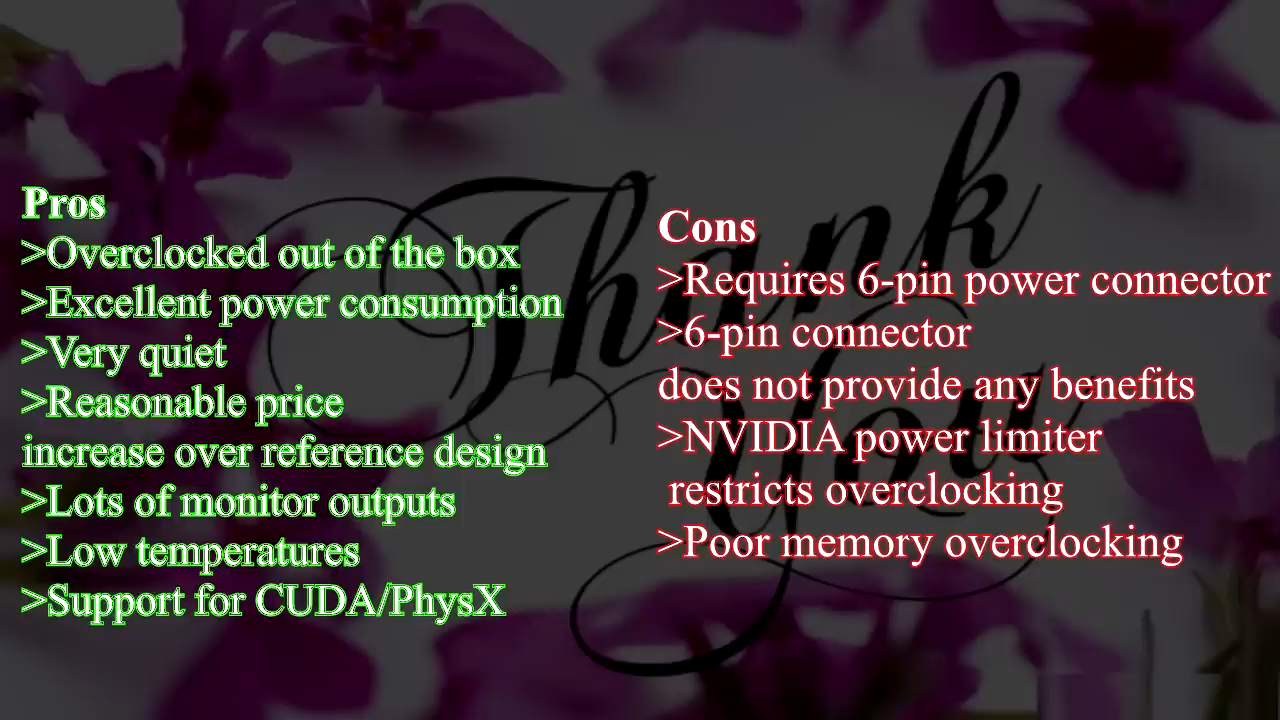 Pros
>Overclocked out of the box
>Excellent power consumption
>Very quiet
>Reasonable price
increase over reference design
>Lots of monitor outputs
>Low temperatures
>Support for CUDA/PhysX
Cons
>Requires 6-pin power connector
>6-pin connector
does not provide any benefits
>NVIDIA power limiter
restricts overclocking
>Poor memory overclocking
Thank
You